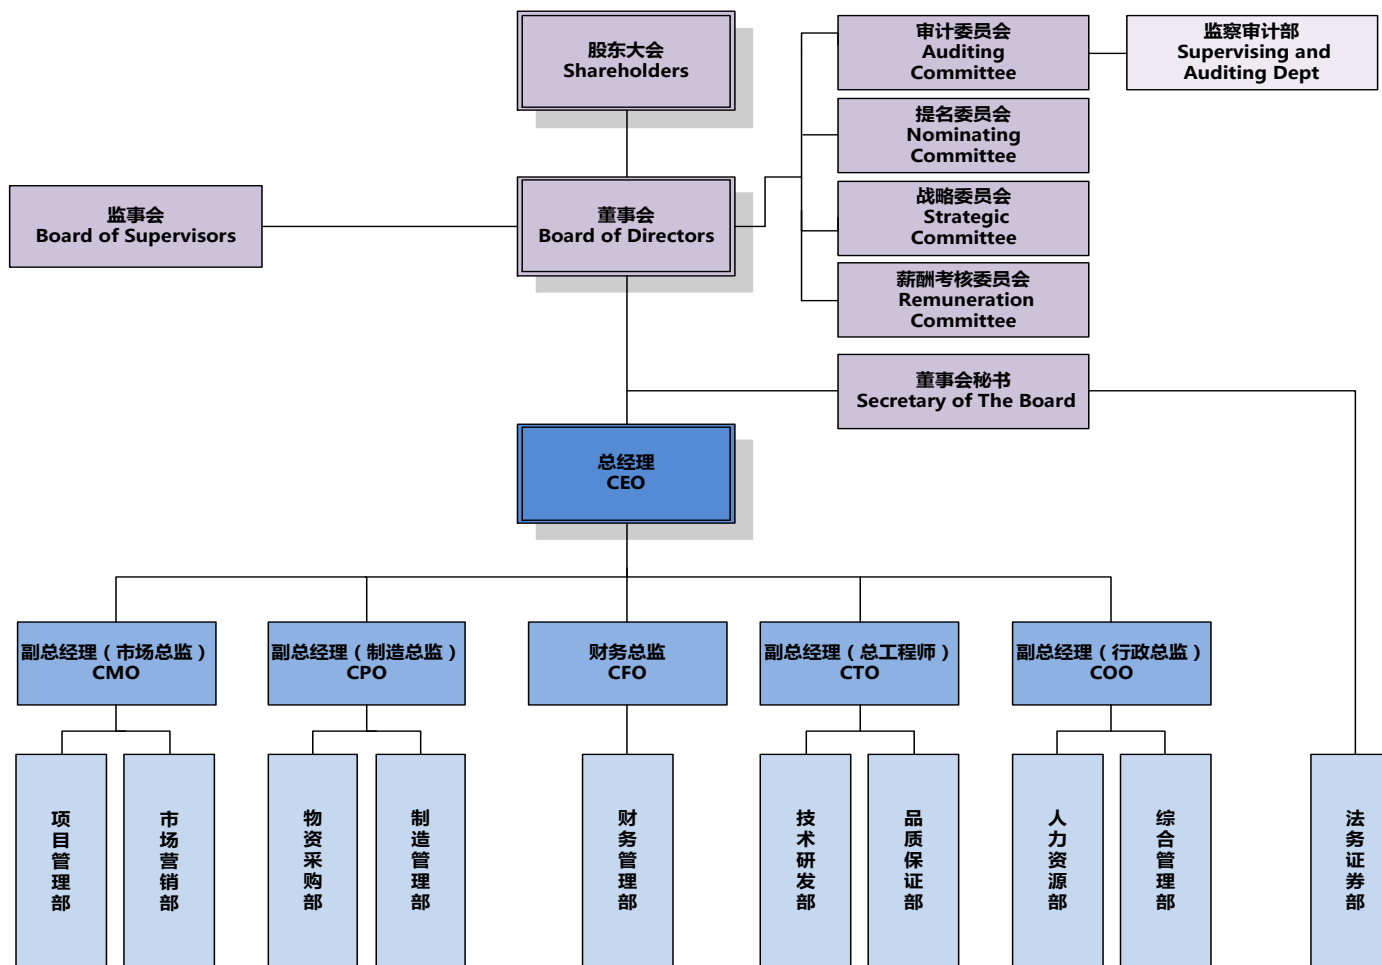 股东大会
Shareholders
审计委员会
Auditing
Committee
监察审计部
Supervising and
Auditing Dept
提名委员会
Nominating
Committee
监事会
Board of Supervisors
董事会
Board of Directors
战略委员会
Strategic
Committee
薪酬考核委员会
Remuneration
Committee
董事会秘书
Secretary of The Board
总经理
CEO
副总经理（市场总监）
CMO
副总经理（制造总监）
CPO
财务总监
CFO
副总经理（总工程师）
CTO
副总经理（行政总监）
COO
项目管理部
市场营销部
物资采购部
制造管理部
财务管理部
技术研发部
品质保证部
人力资源部
综合管理部
法务证券部